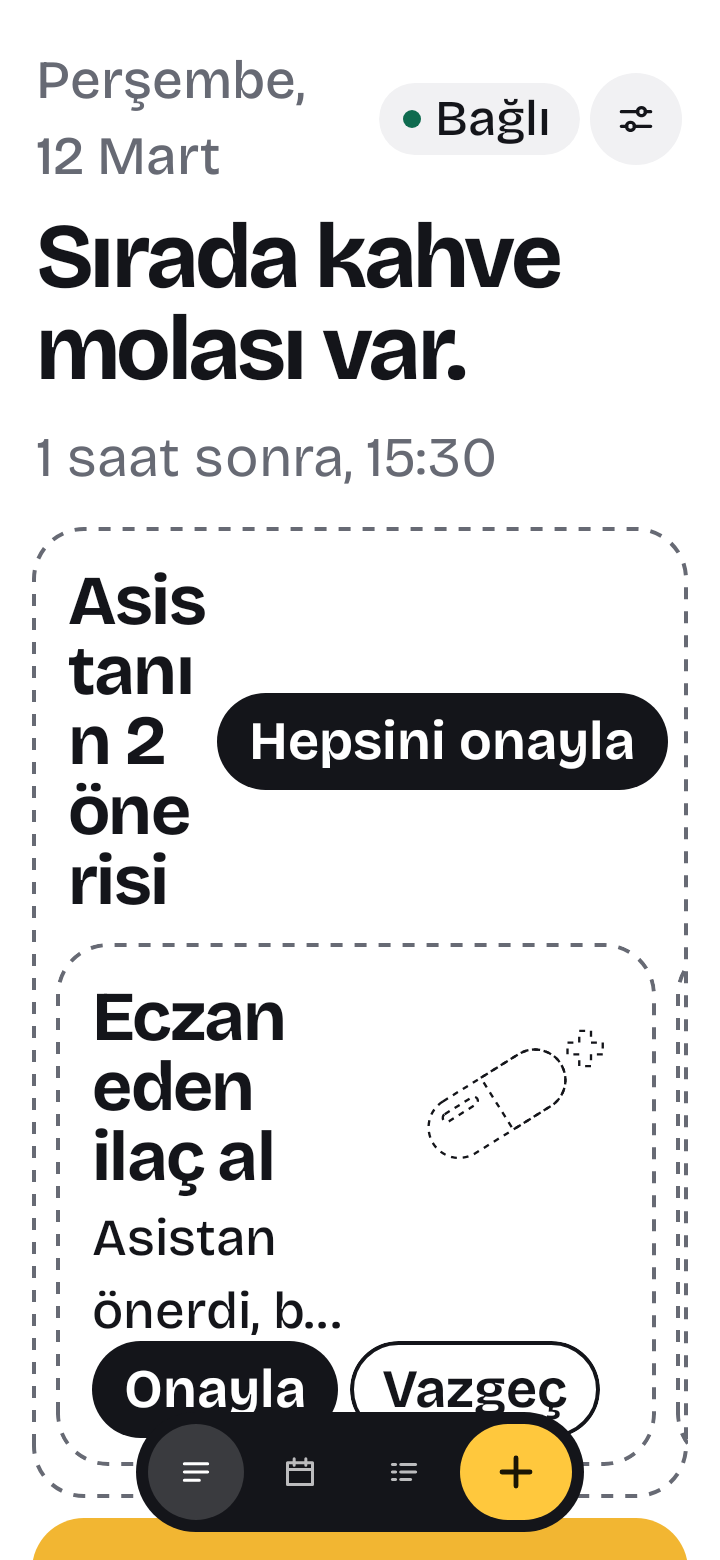 Perşembe,
12 Mart
Bağlı
Sırada kahve
molası var.
1 saat sonra, 15:30
Asis
tanı
n 2
öne
risi
Hepsini onayla
Eczan
eden
ilaç al
Asistan
önerdi, b...
Onayla
Vazgeç